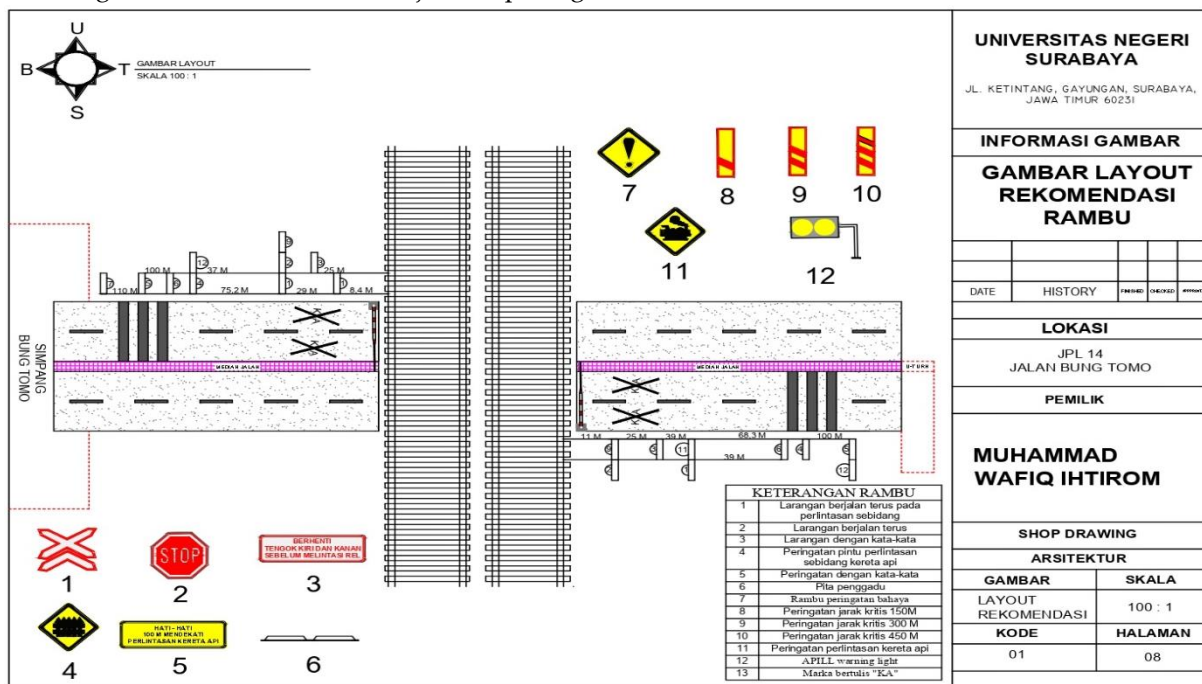 U
B
T
S
GAMBAR LAYOUT
SKALA 100 : 1
7
8
9
10
11
12
100 M
37 M
25 M
110 M
75,2 M
29 M
8,4 M
KA
KA
MEDIAN JALAN
SIMPANG
BUNG TOMO
MEDIAN JALAN
U-TURN
KA
KA
11 M
25 M
39 M
68,3 M
100 M
39 M
1
STOP
2
BERHENTI
TENGOK KIRI DAN KANAN
SEBELUM MELINTASI REL
3
4
HATI - HATI
100 M MENDEKATI
PERLINTASAN KERETA API
5
6
KETERANGAN RAMBU
1 Larangan berjalan terus pada perlintasan sebidang
2 Larangan berjalan terus
3 Larangan dengan kata-kata
4 Peringatan pintu perlintasan sebidang kereta api
5 Peringatan dengan kata-kata
6 Pita penggadu
7 Rambu peringatan bahaya
8 Peringatan jarak kritis 150M
9 Peringatan jarak kritis 300 M
10 Peringatan jarak kritis 450 M
11 Peringatan perlintasan kereta api
12 APILL warning light
13 Marka bertulis "KA"
UNIVERSITAS NEGERI
SURABAYA
JL. KETINTANG, GAYUNGAN, SURABAYA,
JAWA TIMUR 60231
INFORMASI GAMBAR
GAMBAR LAYOUT
REKOMENDASI
RAMBU
DATE HISTORY FINISHED CHECKED
LOKASI
JPL 14
JALAN BUNG TOMO
PEMILIK
MUHAMMAD
WAFIQ IHTIROM
SHOP DRAWING
ARSITEKTUR
GAMBAR SKALA
LAYOUT
REKOMENDASI
100 : 1
KODE HALAMAN
01 08